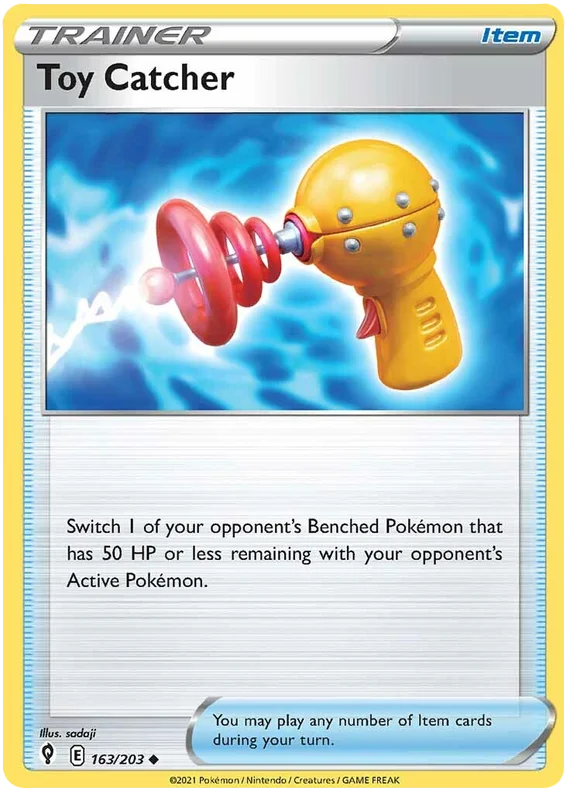 TRAINER Item
Toy Catcher
Switch 1 of your opponent's Benched Pokémon that
has 50 HP or less remaining with your opponent's
Active Pokémon.
You may play any number of Item cards
during your turn.
Illus. sadaji
E 163/203
©2021 Pokémon / Nintendo / Creatures / GAME FREAK